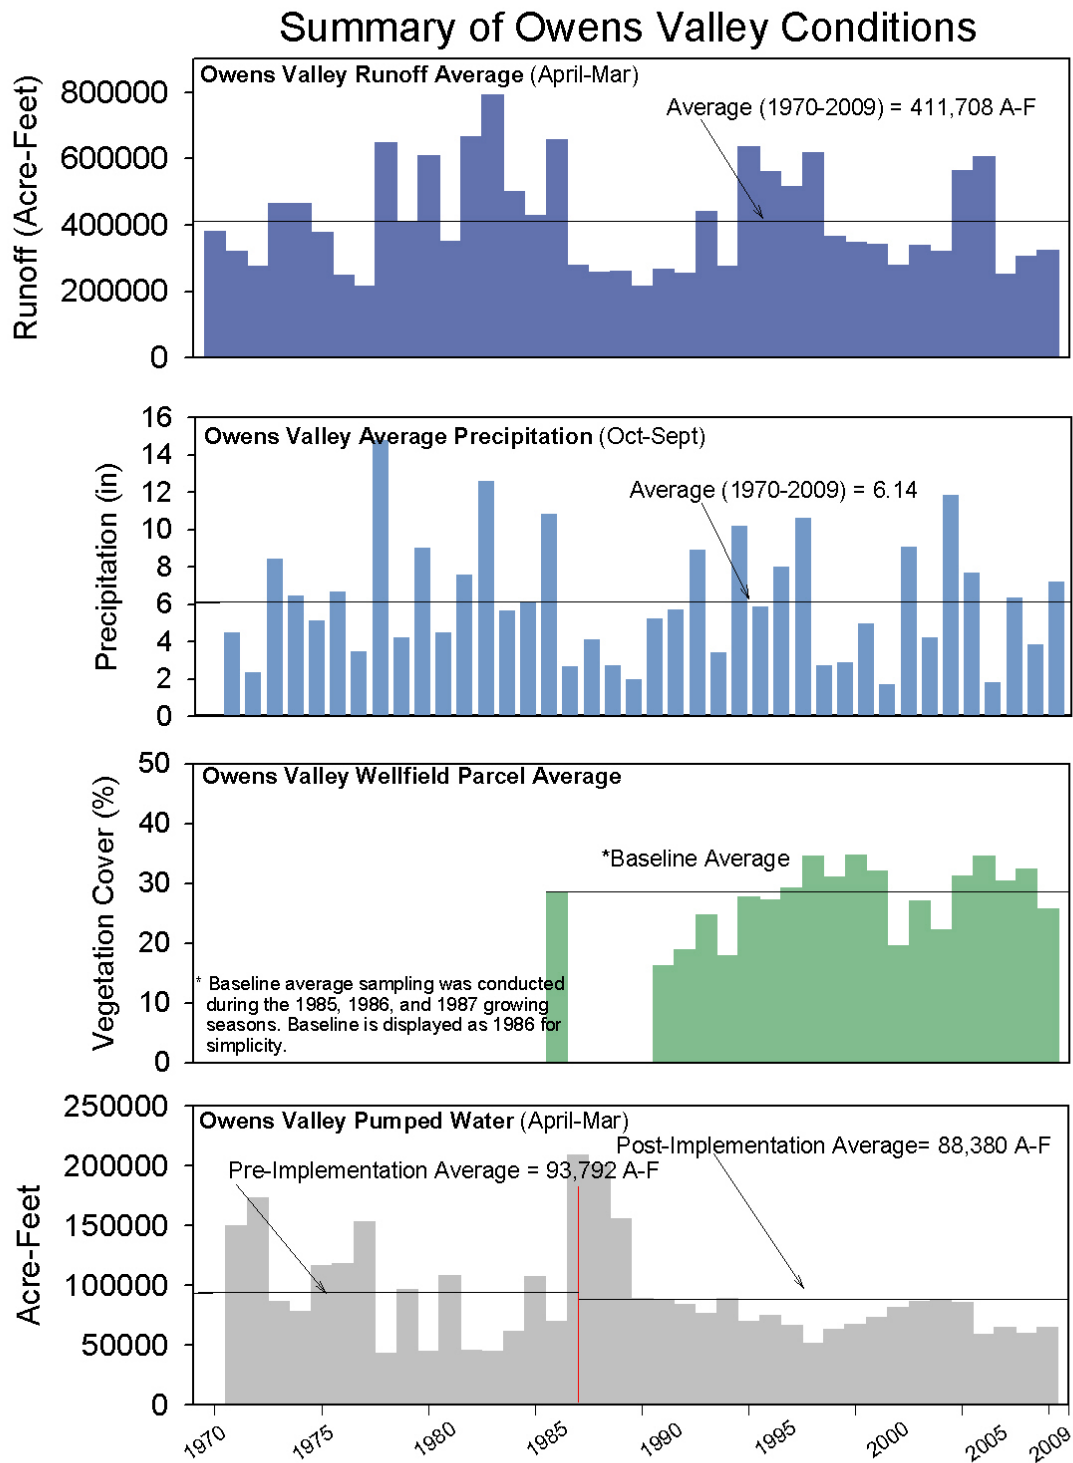 Summary of Owens Valley Conditions
Owens Valley Runoff Average (April-Mar)
Average (1970-2009) = 411,708 A-F
Runoff (Acre-Feet)
800000
600000
400000
200000
0
Owens Valley Average Precipitation (Oct-Sept)
Average (1970-2009) = 6.14
Precipitation (in)
16
14
12
10
8
6
4
2
0
Owens Valley Wellfield Parcel Average
*Baseline Average
Vegetation Cover (%)
50
40
30
20
10
0
* Baseline average sampling was conducted
during the 1985, 1986, and 1987 growing
seasons. Baseline is displayed as 1986 for
simplicity.
Owens Valley Pumped Water (April-Mar)
Post-Implementation Average= 88,380 A-F
Pre-Implementation Average = 93,792 A-F
Acre-Feet
250000
200000
150000
100000
50000
0
1970
1975
1980
1985
1990
1995
2000
2005
2009